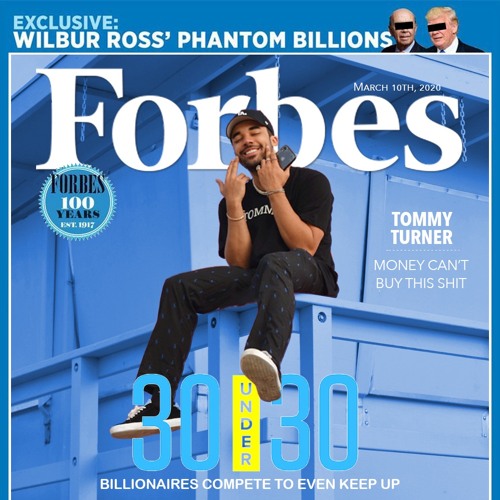 EXCLUSIVE:
WILBUR ROSS' PHANTOM BILLIONS
Forbes
MARCH 10TH, 2020
FORBES
100
YEARS
EST. 1917
TOMMY
TOMMY
TURNER
MONEY CAN'T
BUY THIS SHIT
30 UNDER 30
BILLIONAIRES COMPETE TO EVEN KEEP UP